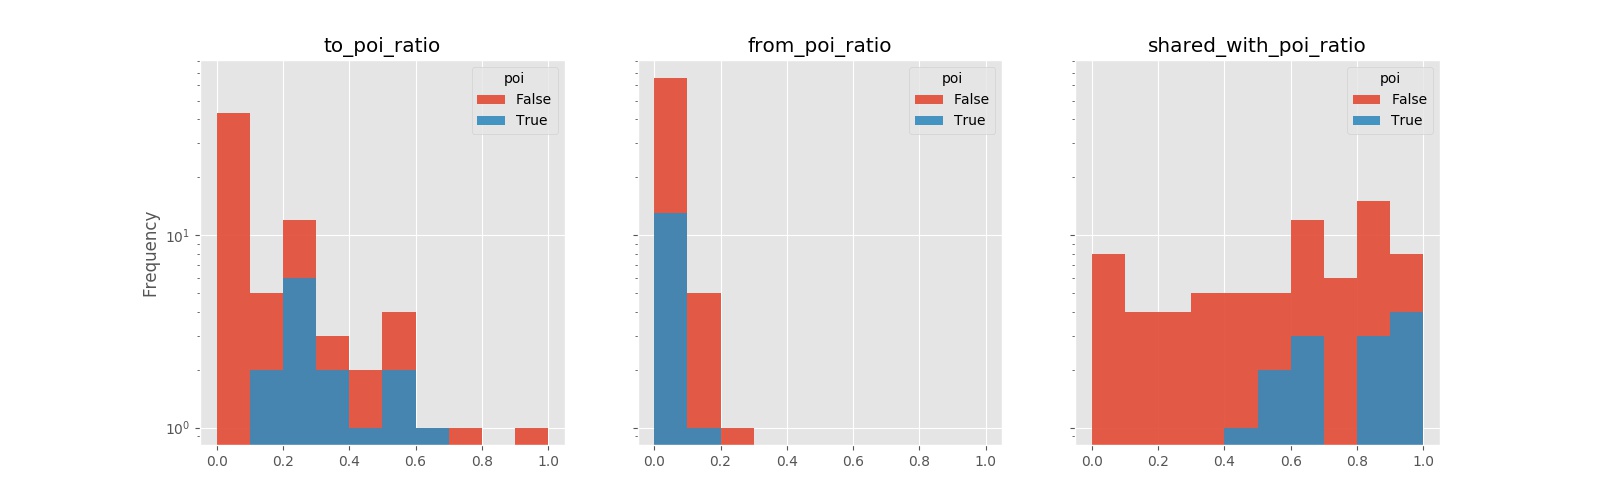 to_poi_ratio
from_poi_ratio
shared_with_poi_ratio
poi
False
True
poi
False
True
poi
False
True
Frequency
10¹
10⁰
0.0 0.2 0.4 0.6 0.8 1.0
0.0 0.2 0.4 0.6 0.8 1.0
0.0 0.2 0.4 0.6 0.8 1.0